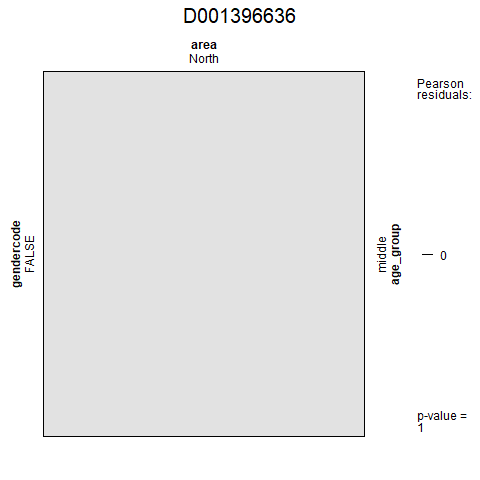 D001396636
area
North
Pearson
residuals:
gendercode
FALSE
middle
age_group
0
p-value =
1